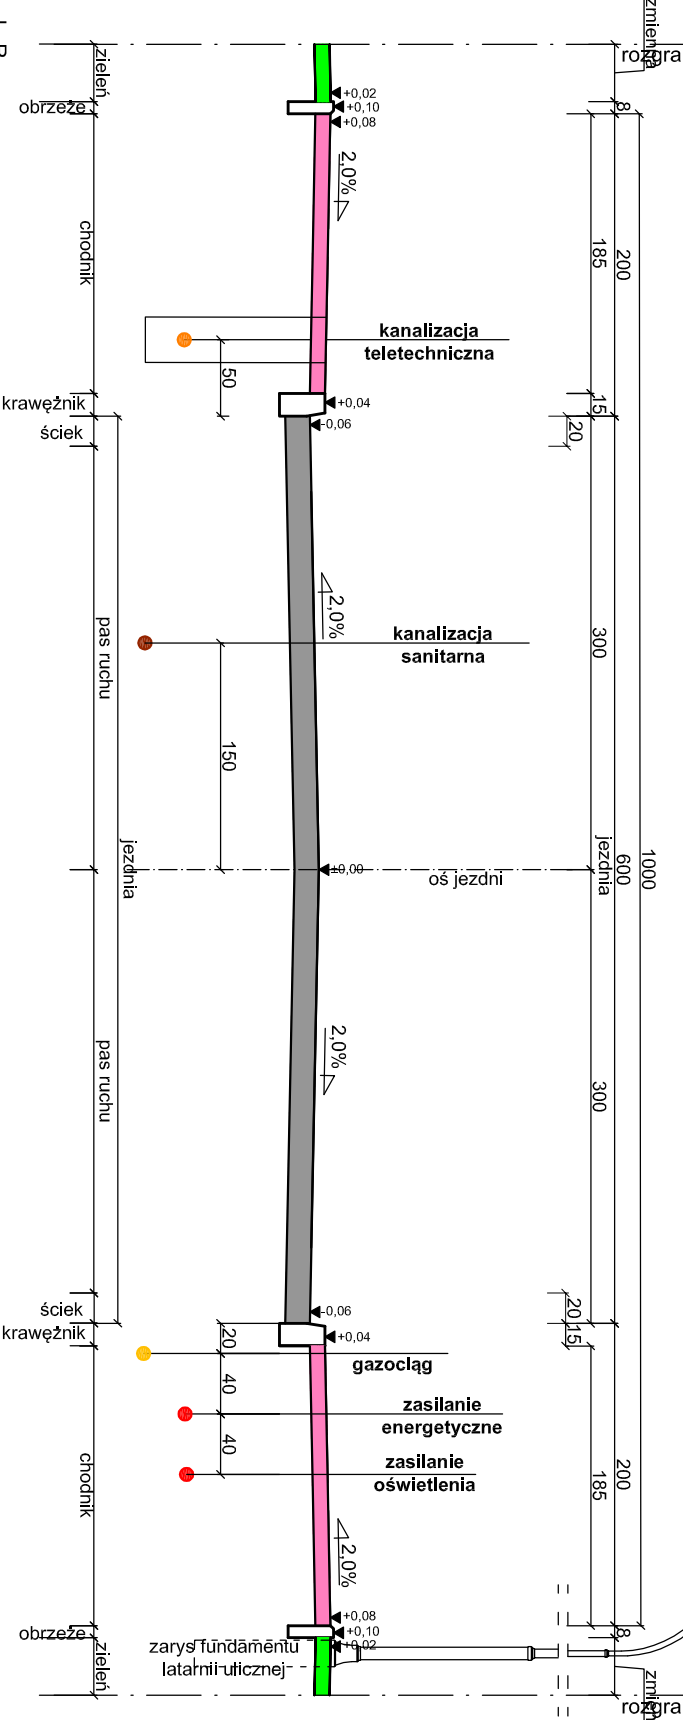 zmienna
rozgra
zieleń
+0,02
8
obrzeże
+0,10
+0,08
2,0%
chodnik
185
200
kanalizacja
teletechniczna
50
krawężnik
+0,04
15
ściek
-0,06
20
2,0%
pas ruchu
kanalizacja
sanitarna
300
150
jezdnia
±0,00
oś jezdni
jezdnia
600
1000
2,0%
pas ruchu
300
ściek
-0,06
20
15
krawężnik
20
+0,04
gazociąg
40
zasilanie
energetyczne
40
zasilanie
oświetlenia
chodnik
185
200
2,0%
+0,08
obrzeże
+0,10
8
+0,02
zarys fundamentu
latarnii ulicznej
zieleń
rozgra